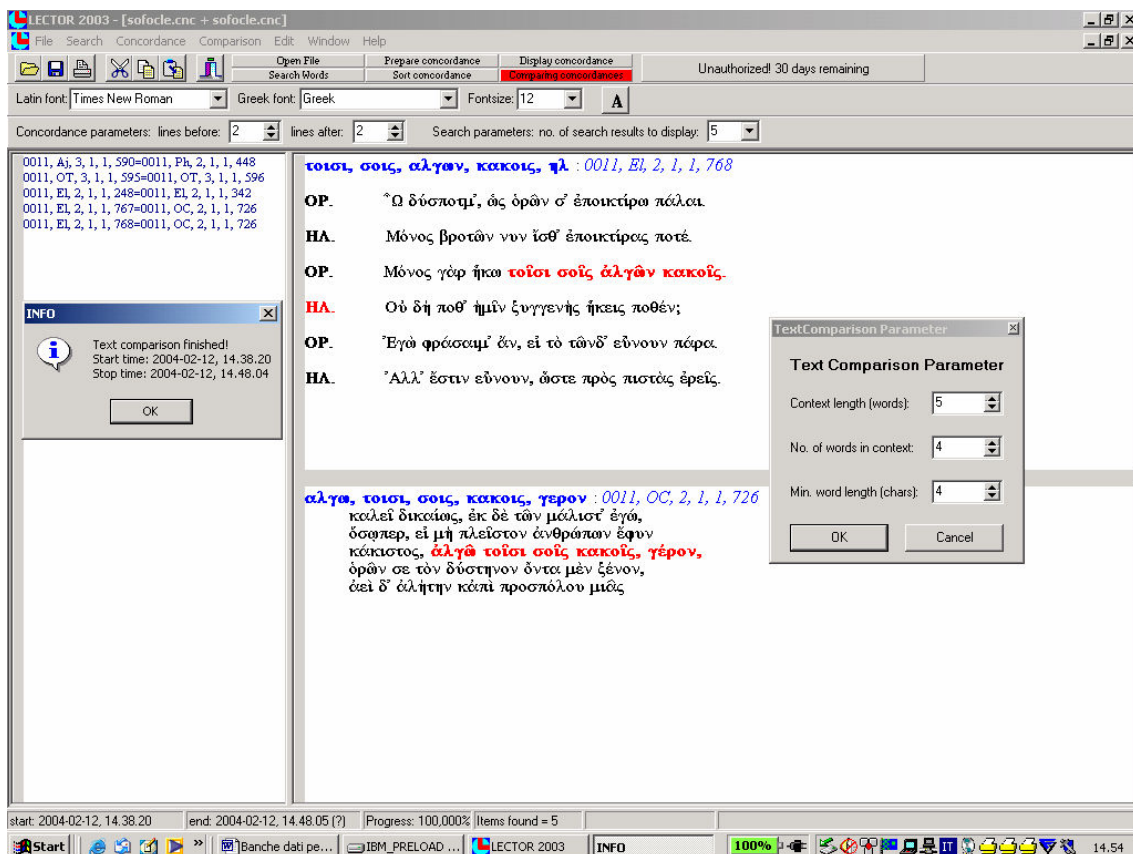 LECTOR 2003 - [sofocle.cnc + sofocle.cnc]
File Search Concordance Comparison Edit Window Help
Open File Prepare concordance Display concordance
Search Words Sort concordance Comparing concordances
Unauthorized! 30 days remaining
Latin font: Times New Roman Greek font: Greek Fontsize: 12 A
Concordance parameters: lines before: 2 lines after: 2 Search parameters: no. of search results to display: 5
0011, Aj, 3, 1, 1, 590=0011, Ph, 2, 1, 1, 448
0011, OT, 3, 1, 1, 595=0011, OT, 3, 1, 1, 596
0011, El, 2, 1, 1, 248=0011, El, 2, 1, 1, 342
0011, El, 2, 1, 1, 767=0011, OC, 2, 1, 1, 726
0011, El, 2, 1, 1, 768=0011, OC, 2, 1, 1, 726
τοισι, σοις, αλγων, κακοις, ηλ : 0011, El, 2, 1, 1, 768
ΟΡ. Ὦ δύσποτμ’, ὡς ὁρῶν σ’ ἐποικτίρω πάλαι.
ΗΛ. Μόνος βροτῶν νυν ἴσθ’ ἐποικτίρας ποτέ.
ΟΡ. Μόνος γὰρ ἥκω τοῖσι σοῖς ἀλγῶν κακοῖς.
ΗΛ. Οὐ δή ποθ’ ἡμῖν ξυγγενὴς ἥκεις ποθέν;
ΟΡ. Ἐγὼ φράσαιμ’ ἄν, εἰ τὸ τῶνδ’ εὔνουν πάρα.
ΗΛ. Ἀλλ’ ἔστιν εὔνουν, ὥστε πρὸς πιστὰς ἐρεῖς.
INFO
Text comparison finished!
Start time: 2004-02-12, 14.38.20
Stop time: 2004-02-12, 14.48.04
OK
TextComparison Parameter
Text Comparison Parameter
Context length (words): 5
No. of words in context: 4
Min. word length (chars): 4
OK Cancel
αλγω, τοισι, σοις, κακοις, γερον : 0011, OC, 2, 1, 1, 726
καλεῖ δικαίως, ἐκ δὲ τῶν μάλιστ’ ἐγώ,
ὅσῳπερ, εἰ μὴ πλεῖστον ἀνθρώπων ἔφυν
κάκιστος, ἀλγῶ τοῖσι σοῖς κακοῖς, γέρον,
ὁρῶν σε τὸν δύστηνον ὄντα μὲν ξένον,
ἀεὶ δ’ ἀλήτην κἀπὶ προσπόλου μιᾶς
start: 2004-02-12, 14.38.20 end: 2004-02-12, 14.48.05 (?) Progress: 100,000% Items found = 5
Start » Banche dati pe... IBM_PRELOAD ... LECTOR 2003 INFO 100% IT 14.54